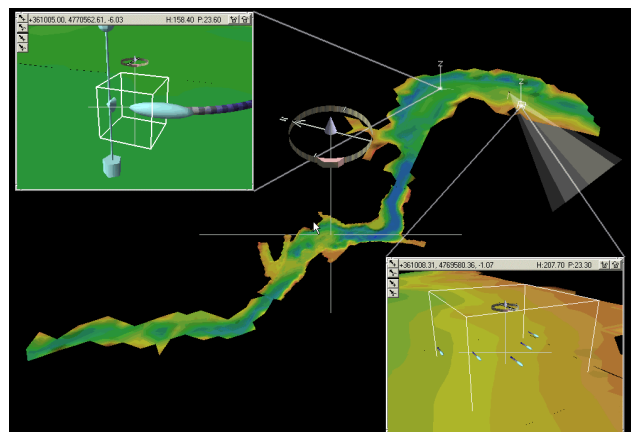 +361005.00, 4770562.61, -6.03 H:158.40 P:23.60
z
z
N
+361008.31, 4769580.36, -1.07 H:207.70 P:23.30